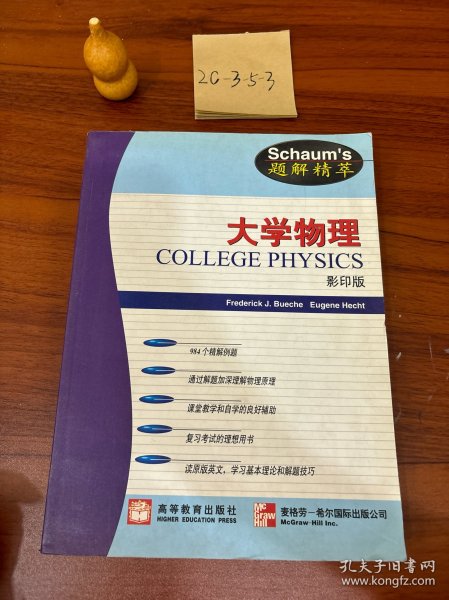 2C-3-5-3
Schaum's
题解精萃
大学物理
COLLEGE PHYSICS
影印版
Frederick J. Bueche Eugene Hecht
984个精解例题
通过解题加深理解物理原理
课堂教学和自学的良好辅助
复习考试的理想用书
读原版英文，学习基本理论和解题技巧
高等教育出版社
HIGHER EDUCATION PRESS
Mc
Graw
Hill
麦格劳－希尔国际出版公司
McGraw-Hill Inc.
孔夫子旧书网
www.kongfz.com